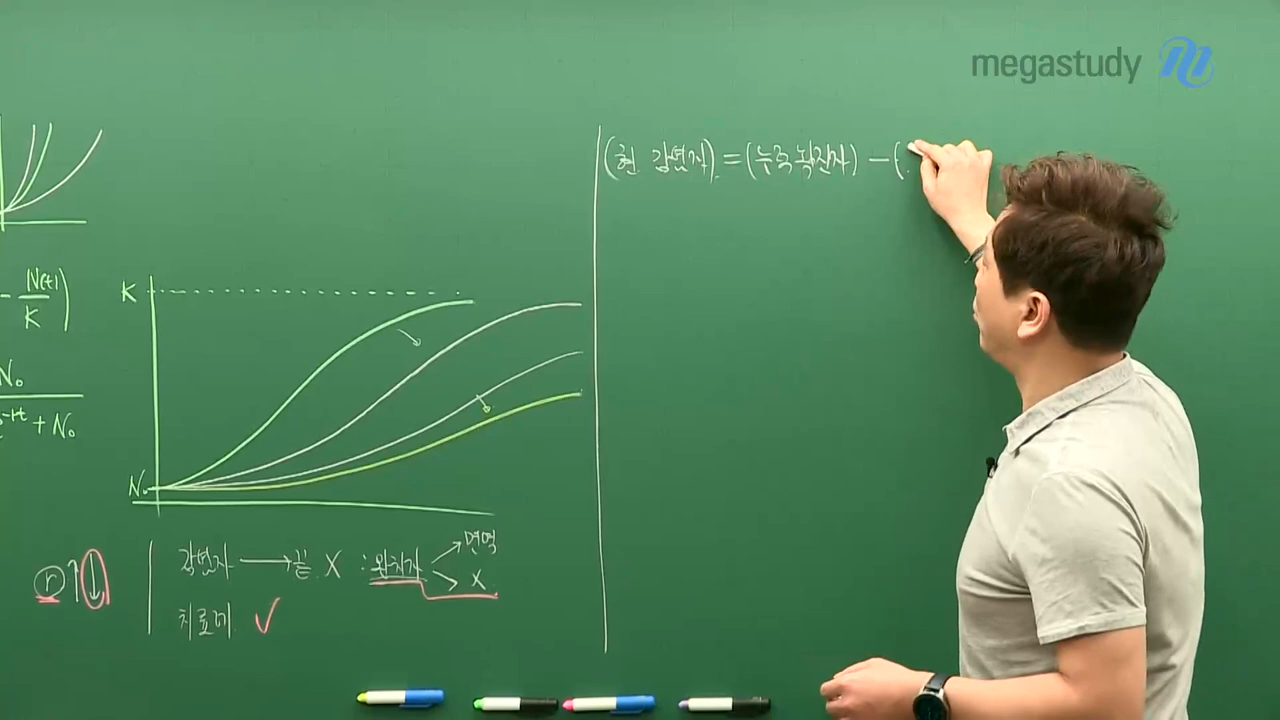 megastudy
(현 감염자) = (누적 확진자) - (
N(t)
K
K
N₀
N₀
+ N₀
r ↑↓
감염자 → 끝 X ∵ 완치자
면역
X
치료제 ✓